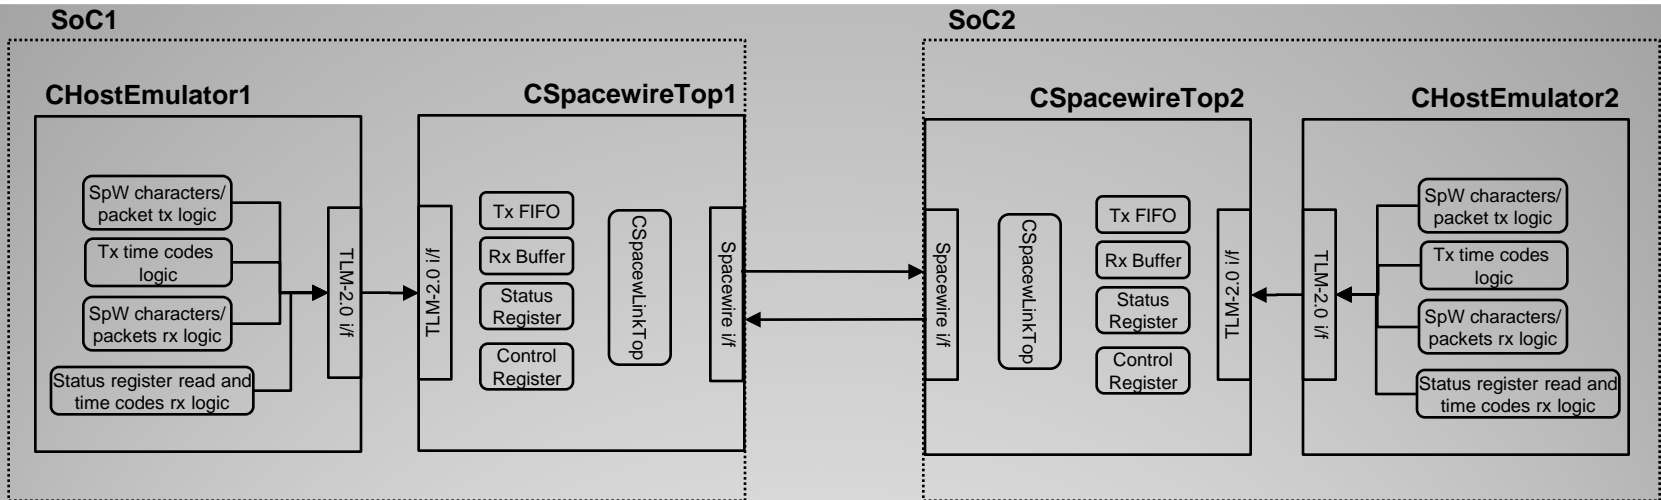 SoC1
SoC2
CHostEmulator1
CSpacewireTop1
CSpacewireTop2
CHostEmulator2
SpW characters/
packet tx logic
Tx time codes
logic
SpW characters/
packets rx logic
Status register read and
time codes rx logic
TLM-2.0 i/f
TLM-2.0 i/f
Tx FIFO
Rx Buffer
Status
Register
Control
Register
CSpacewLinkTop
Spacewire i/f
Spacewire i/f
CSpacewLinkTop
Tx FIFO
Rx Buffer
Status
Register
Control
Register
TLM-2.0 i/f
TLM-2.0 i/f
SpW characters/
packet tx logic
Tx time codes
logic
SpW characters/
packets rx logic
Status register read and
time codes rx logic